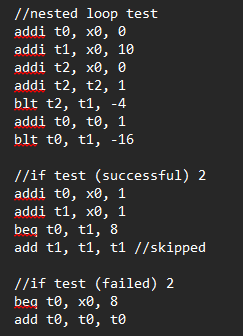 //nested loop test
addi t0, x0, 0
addi t1, x0, 10
addi t2, x0, 0
addi t2, t2, 1
blt t2, t1, -4
addi t0, t0, 1
blt t0, t1, -16
//if test (successful) 2
addi t0, x0, 1
addi t1, x0, 1
beq t0, t1, 8
add t1, t1, t1 //skipped
//if test (failed) 2
beq t0, x0, 8
add t0, t0, t0